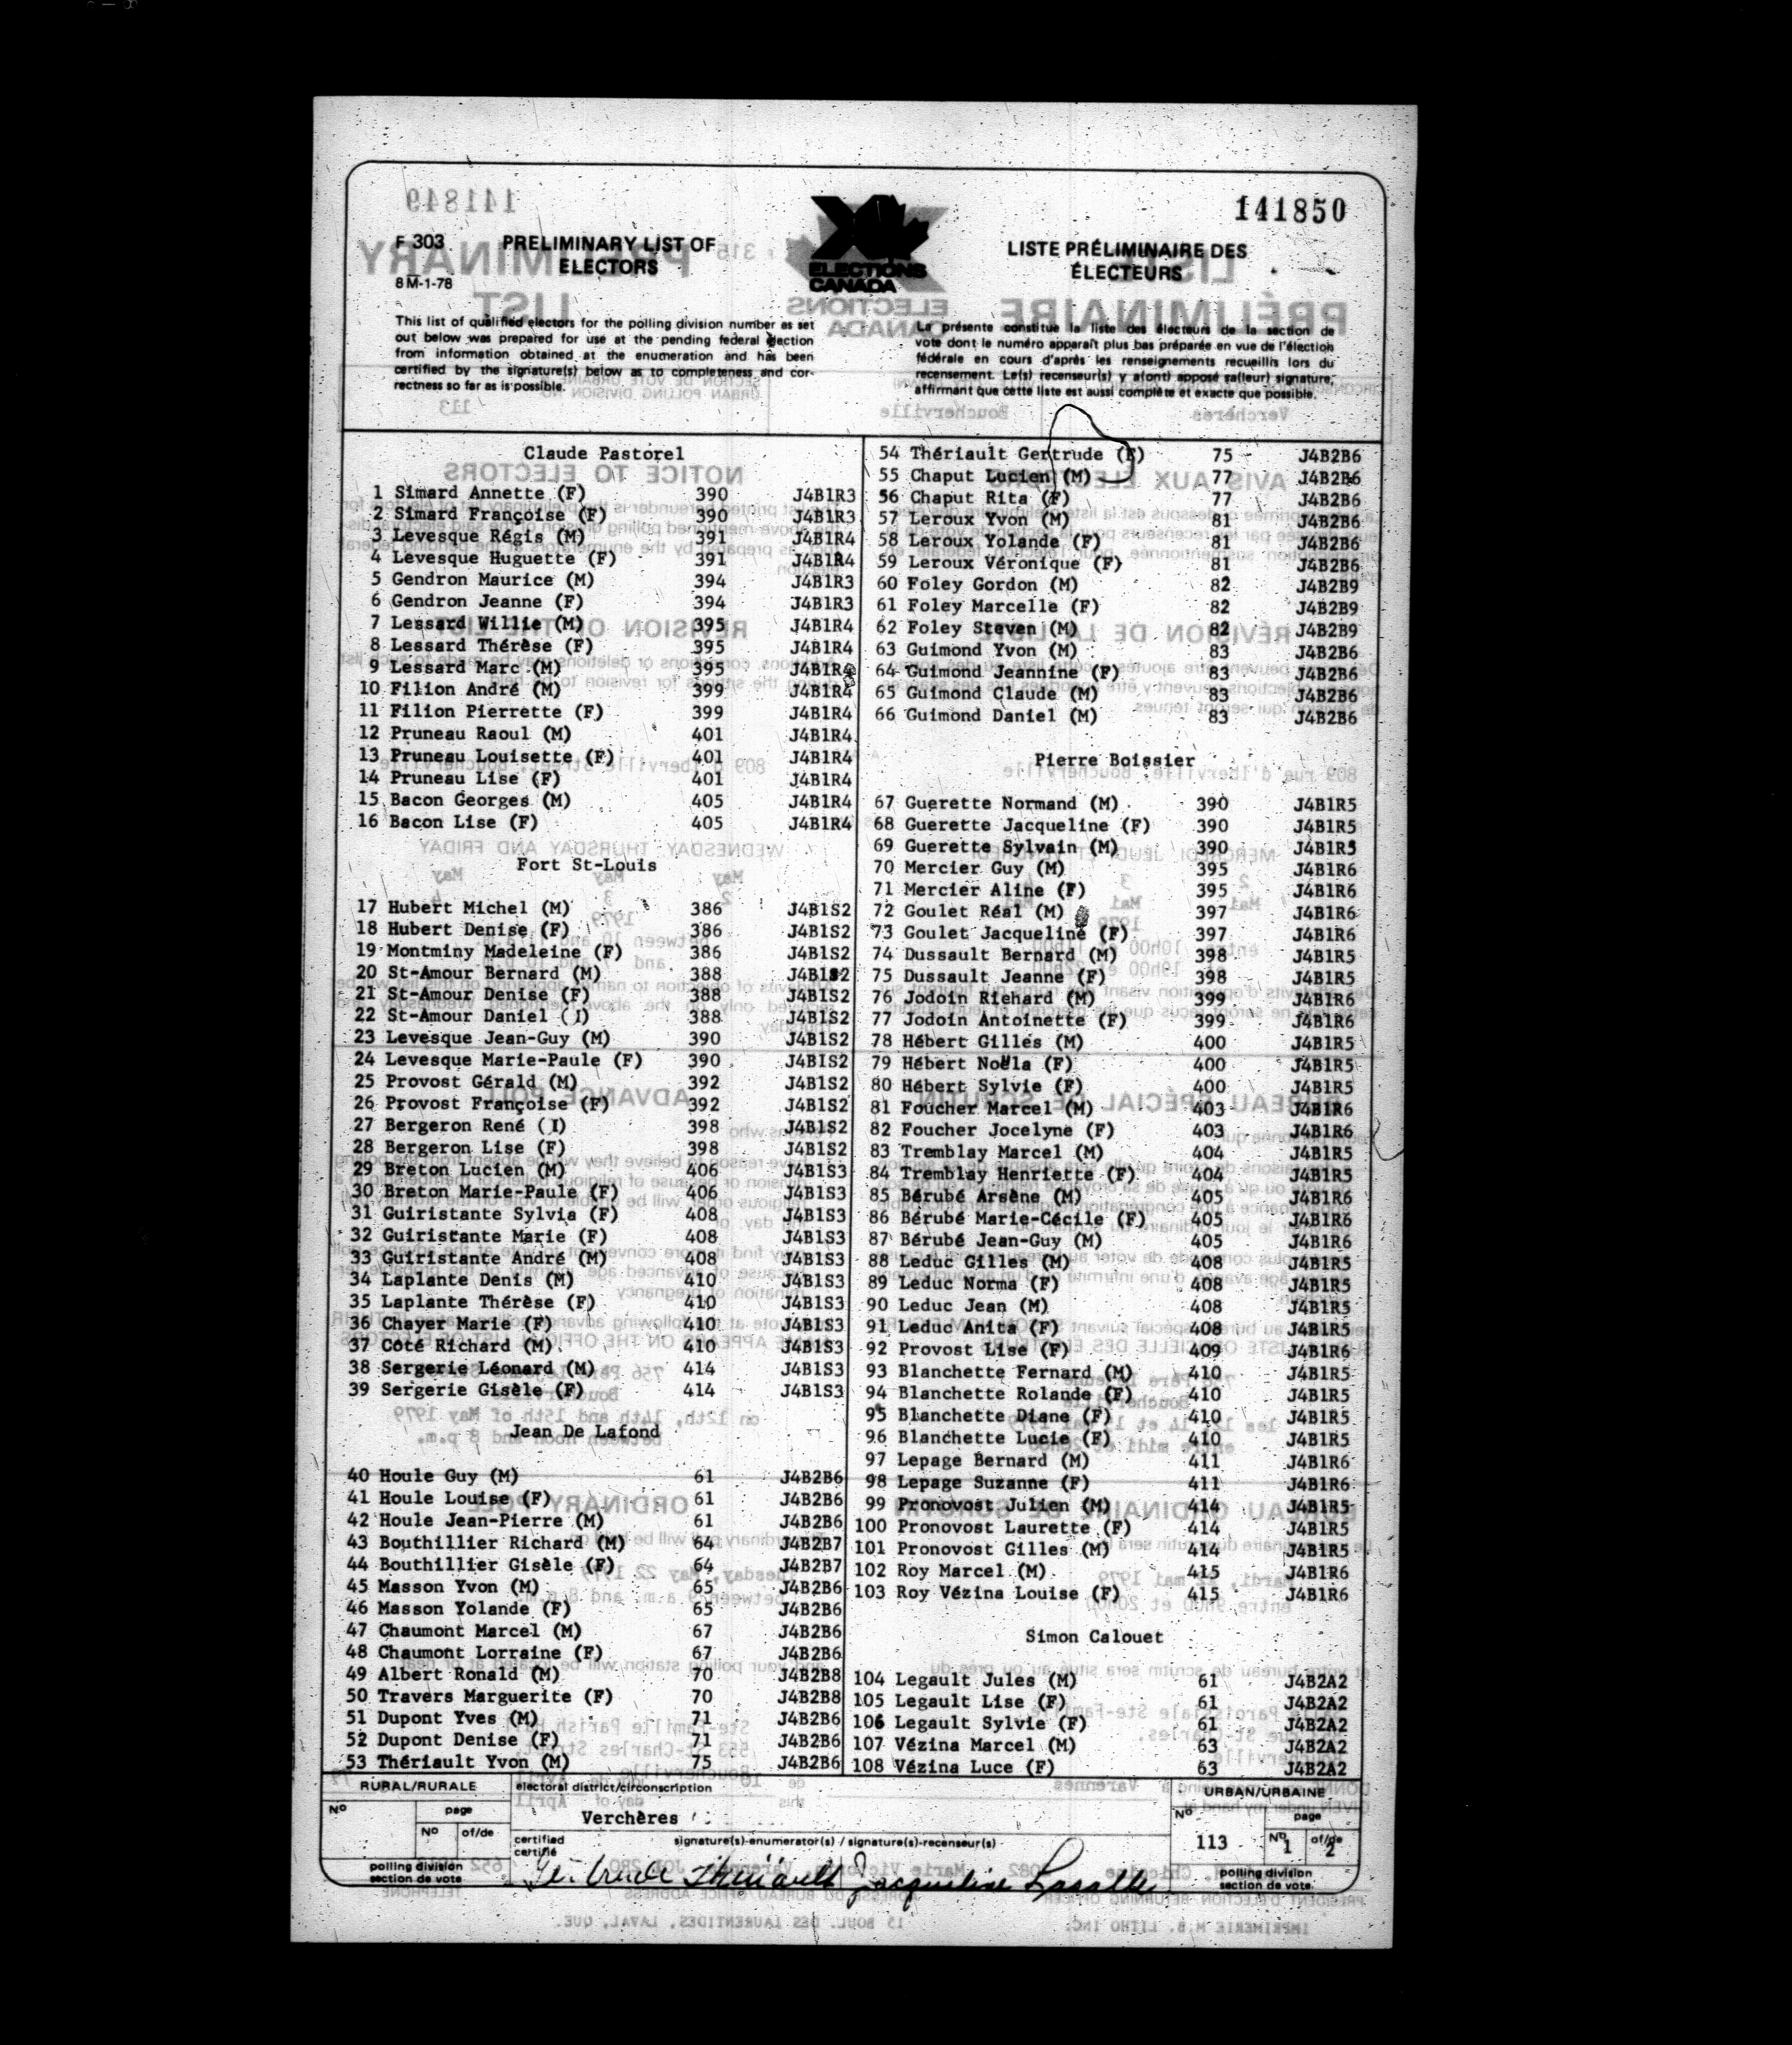 141850
F 303
8M-1-78
PRELIMINARY LIST OF
ELECTORS
ELECTIONS
CANADA
LISTE PRÉLIMINAIRE DES
ÉLECTEURS
This list of qualified electors for the polling division number as set
out below was prepared for use at the pending federal election
from information obtained at the enumeration and has been
certified by the signature(s) below as to completeness and cor-
rectness so far as is possible.
La présente constitue la liste des électeurs de la section de
vote dont le numéro apparaît plus bas préparée en vue de l'élection
fédérale en cours d'après les renseignements recueillis lors du
recensement. Le(s) recenseur(s) y a(ont) apposé sa(leur) signature,
affirmant que cette liste est aussi complète et exacte que possible.
Claude Pastorel
1 Simard Annette (F) 390 J4B1R3
2 Simard Françoise (F) 390 J4B1R3
3 Levesque Régis (M) 391 J4B1R4
4 Levesque Huguette (F) 391 J4B1R4
5 Gendron Maurice (M) 394 J4B1R3
6 Gendron Jeanne (F) 394 J4B1R3
7 Lessard Willie (M) 395 J4B1R4
8 Lessard Thérèse (F) 395 J4B1R4
9 Lessard Marc (M) 395 J4B1R4
10 Filion André (M) 399 J4B1R4
11 Filion Pierrette (F) 399 J4B1R4
12 Pruneau Raoul (M) 401 J4B1R4
13 Pruneau Louisette (F) 401 J4B1R4
14 Pruneau Lise (F) 401 J4B1R4
15 Bacon Georges (M) 405 J4B1R4
16 Bacon Lise (F) 405 J4B1R4
Fort St-Louis
17 Hubert Michel (M) 386 J4B1S2
18 Hubert Denise (F) 386 J4B1S2
19 Montminy Madeleine (F) 386 J4B1S2
20 St-Amour Bernard (M) 388 J4B1S2
21 St-Amour Denise (F) 388 J4B1S2
22 St-Amour Daniel (I) 388 J4B1S2
23 Levesque Jean-Guy (M) 390 J4B1S2
24 Levesque Marie-Paule (F) 390 J4B1S2
25 Provost Gérald (M) 392 J4B1S2
26 Provost Françoise (F) 392 J4B1S2
27 Bergeron René (I) 398 J4B1S2
28 Bergeron Lise (F) 398 J4B1S2
29 Breton Lucien (M) 406 J4B1S3
30 Breton Marie-Paule (F) 406 J4B1S3
31 Guiristante Sylvia (F) 408 J4B1S3
32 Guiristante Marie (F) 408 J4B1S3
33 Guiristante André (M) 408 J4B1S3
34 Laplante Denis (M) 410 J4B1S3
35 Laplante Thérèse (F) 410 J4B1S3
36 Chayer Marie (F) 410 J4B1S3
37 Côté Richard (M) 410 J4B1S3
38 Sergerie Léonard (M) 414 J4B1S3
39 Sergerie Gisèle (F) 414 J4B1S3
Jean De Lafond
40 Houle Guy (M) 61 J4B2B6
41 Houle Louise (F) 61 J4B2B6
42 Houle Jean-Pierre (M) 61 J4B2B6
43 Bouthillier Richard (M) 64 J4B2B7
44 Bouthillier Gisèle (F) 64 J4B2B7
45 Masson Yvon (M) 65 J4B2B6
46 Masson Yolande (F) 65 J4B2B6
47 Chaumont Marcel (M) 67 J4B2B6
48 Chaumont Lorraine (F) 67 J4B2B6
49 Albert Ronald (M) 70 J4B2B8
50 Travers Marguerite (F) 70 J4B2B8
51 Dupont Yves (M) 71 J4B2B6
52 Dupont Denise (F) 71 J4B2B6
53 Thériault Yvon (M) 75 J4B2B6
54 Thériault Gertrude (F) 75 J4B2B6
55 Chaput Lucien (M) 77 J4B2B6
56 Chaput Rita (F) 77 J4B2B6
57 Leroux Yvon (M) 81 J4B2B6
58 Leroux Yolande (F) 81 J4B2B6
59 Leroux Véronique (F) 81 J4B2B6
60 Foley Gordon (M) 82 J4B2B9
61 Foley Marcelle (F) 82 J4B2B9
62 Foley Steven (M) 82 J4B2B9
63 Guimond Yvon (M) 83 J4B2B6
64 Guimond Jeannine (F) 83 J4B2B6
65 Guimond Claude (M) 83 J4B2B6
66 Guimond Daniel (M) 83 J4B2B6
Pierre Boissier
67 Guerette Normand (M) 390 J4B1R5
68 Guerette Jacqueline (F) 390 J4B1R5
69 Guerette Sylvain (M) 390 J4B1R5
70 Mercier Guy (M) 395 J4B1R6
71 Mercier Aline (F) 395 J4B1R6
72 Goulet Réal (M) 397 J4B1R6
73 Goulet Jacqueline (F) 397 J4B1R6
74 Dussault Bernard (M) 398 J4B1R5
75 Dussault Jeanne (F) 398 J4B1R5
76 Jodoin Richard (M) 399 J4B1R6
77 Jodoin Antoinette (F) 399 J4B1R6
78 Hébert Gilles (M) 400 J4B1R5
79 Hébert Noëla (F) 400 J4B1R5
80 Hébert Sylvie (F) 400 J4B1R5
81 Foucher Marcel (M) 403 J4B1R6
82 Foucher Jocelyne (F) 403 J4B1R6
83 Tremblay Marcel (M) 404 J4B1R5
84 Tremblay Henriette (F) 404 J4B1R5
85 Bérubé Arsène (M) 405 J4B1R6
86 Bérubé Marie-Cécile (F) 405 J4B1R6
87 Bérubé Jean-Guy (M) 405 J4B1R6
88 Leduc Gilles (M) 408 J4B1R5
89 Leduc Norma (F) 408 J4B1R5
90 Leduc Jean (M) 408 J4B1R5
91 Leduc Anita (F) 408 J4B1R5
92 Provost Lise (F) 409 J4B1R6
93 Blanchette Fernard (M) 410 J4B1R5
94 Blanchette Rolande (F) 410 J4B1R5
95 Blanchette Diane (F) 410 J4B1R5
96 Blanchette Lucie (F) 410 J4B1R5
97 Lepage Bernard (M) 411 J4B1R6
98 Lepage Suzanne (F) 411 J4B1R6
99 Pronovost Julien (M) 414 J4B1R5
100 Pronovost Laurette (F) 414 J4B1R5
101 Pronovost Gilles (M) 414 J4B1R5
102 Roy Marcel (M) 415 J4B1R6
103 Roy Vézina Louise (F) 415 J4B1R6
Simon Calouet
104 Legault Jules (M) 61 J4B2A2
105 Legault Lise (F) 61 J4B2A2
106 Legault Sylvie (F) 61 J4B2A2
107 Vézina Marcel (M) 63 J4B2A2
108 Vézina Luce (F) 63 J4B2A2
RURAL/RURALE
No
page
No of/de
polling division
section de vote
electoral district/circonscription
Verchères
certified
certifié
signature(s)-enumerator(s) / signature(s)-recenseur(s)
Gertrude Thériault Jacqueline Lasalle
URBAN/URBAINE
No
113
page
No 1 of/de 2
polling division
section de vote